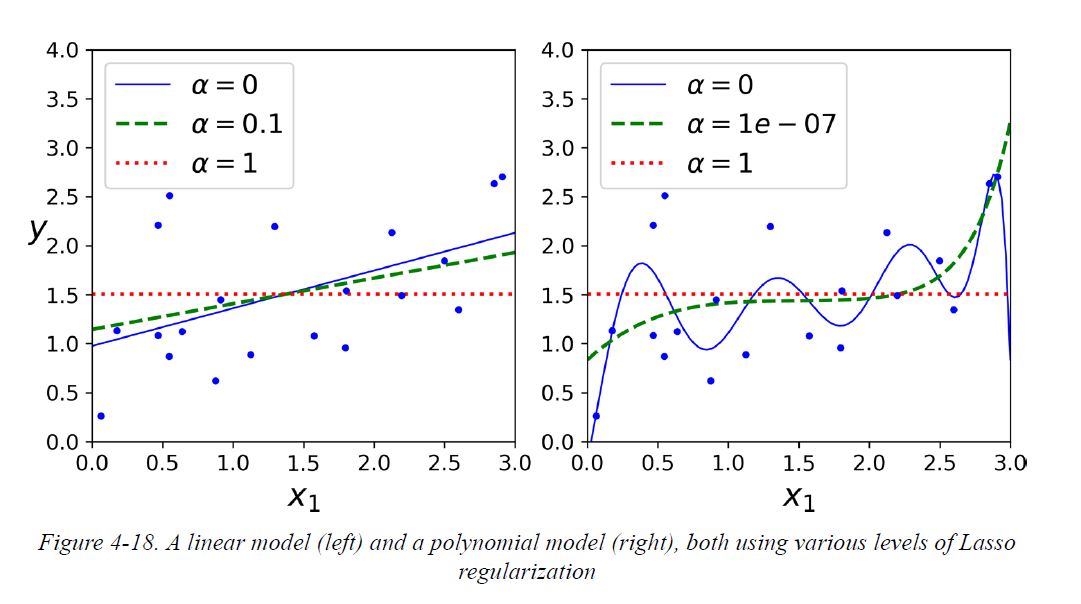 4.0
3.5
3.0
2.5
2.0
1.5
1.0
0.5
0.0
y
α = 0
α = 0.1
α = 1
0.0 0.5 1.0 1.5 2.0 2.5 3.0
x₁
4.0
3.5
3.0
2.5
2.0
1.5
1.0
0.5
0.0
α = 0
α = 1e − 07
α = 1
0.0 0.5 1.0 1.5 2.0 2.5 3.0
x₁
Figure 4-18. A linear model (left) and a polynomial model (right), both using various levels of Lasso
regularization